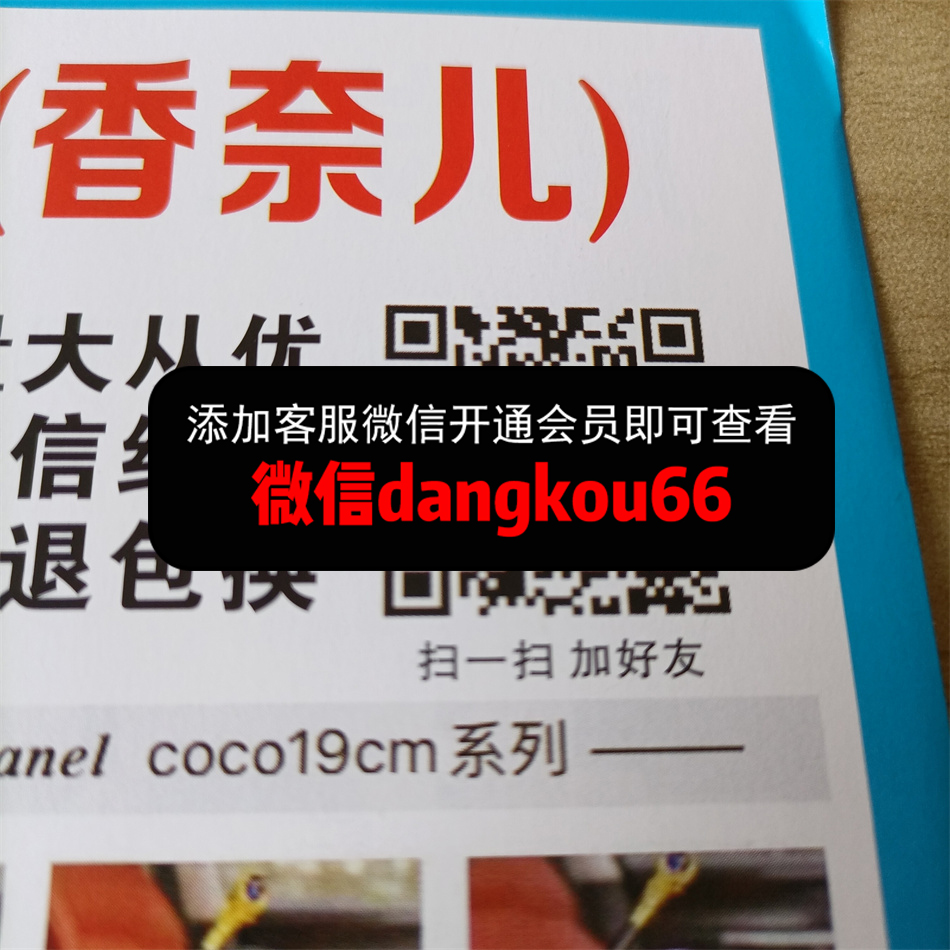 (香奈儿)
量大从优
信
退包换
添加客服微信开通会员即可查看
微信dangkou66
扫一扫 加好友
anel coco19cm系列